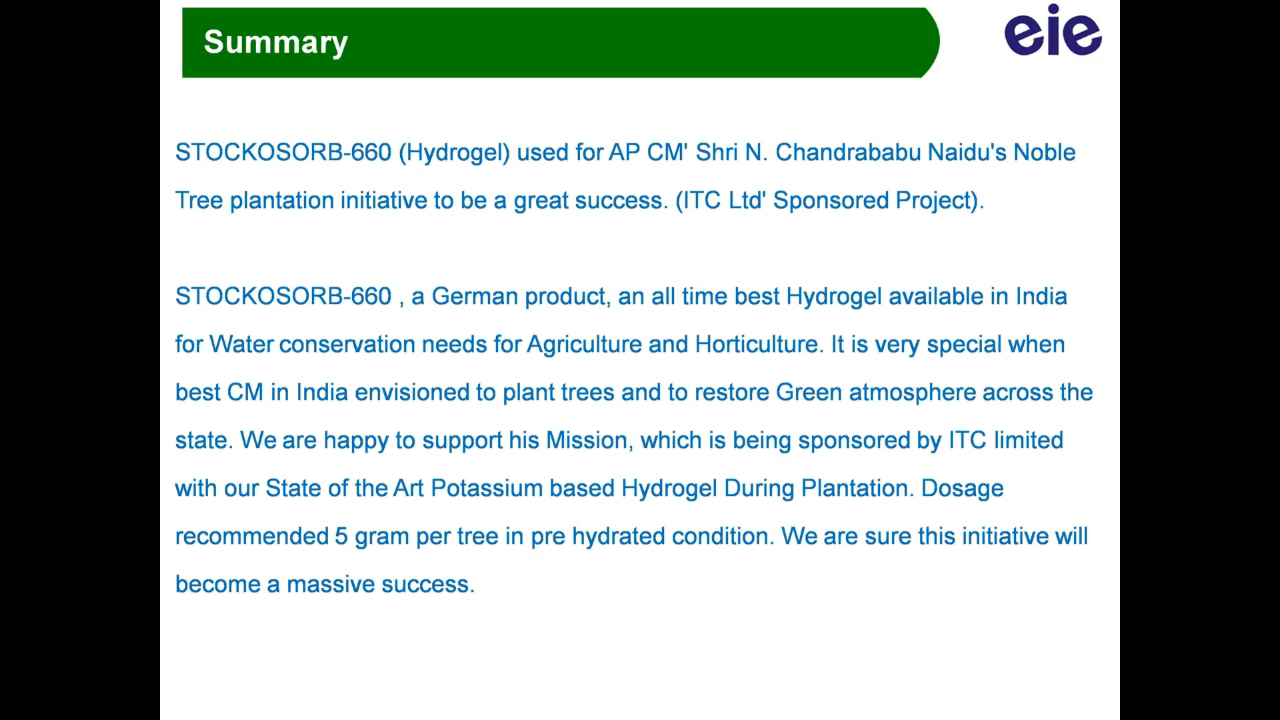 Summary
eie
STOCKOSORB-660 (Hydrogel) used for AP CM' Shri N. Chandrababu Naidu's Noble
Tree plantation initiative to be a great success. (ITC Ltd' Sponsored Project).
STOCKOSORB-660 , a German product, an all time best Hydrogel available in India
for Water conservation needs for Agriculture and Horticulture. It is very special when
best CM in India envisioned to plant trees and to restore Green atmosphere across the
state. We are happy to support his Mission, which is being sponsored by ITC limited
with our State of the Art Potassium based Hydrogel During Plantation. Dosage
recommended 5 gram per tree in pre hydrated condition. We are sure this initiative will
become a massive success.